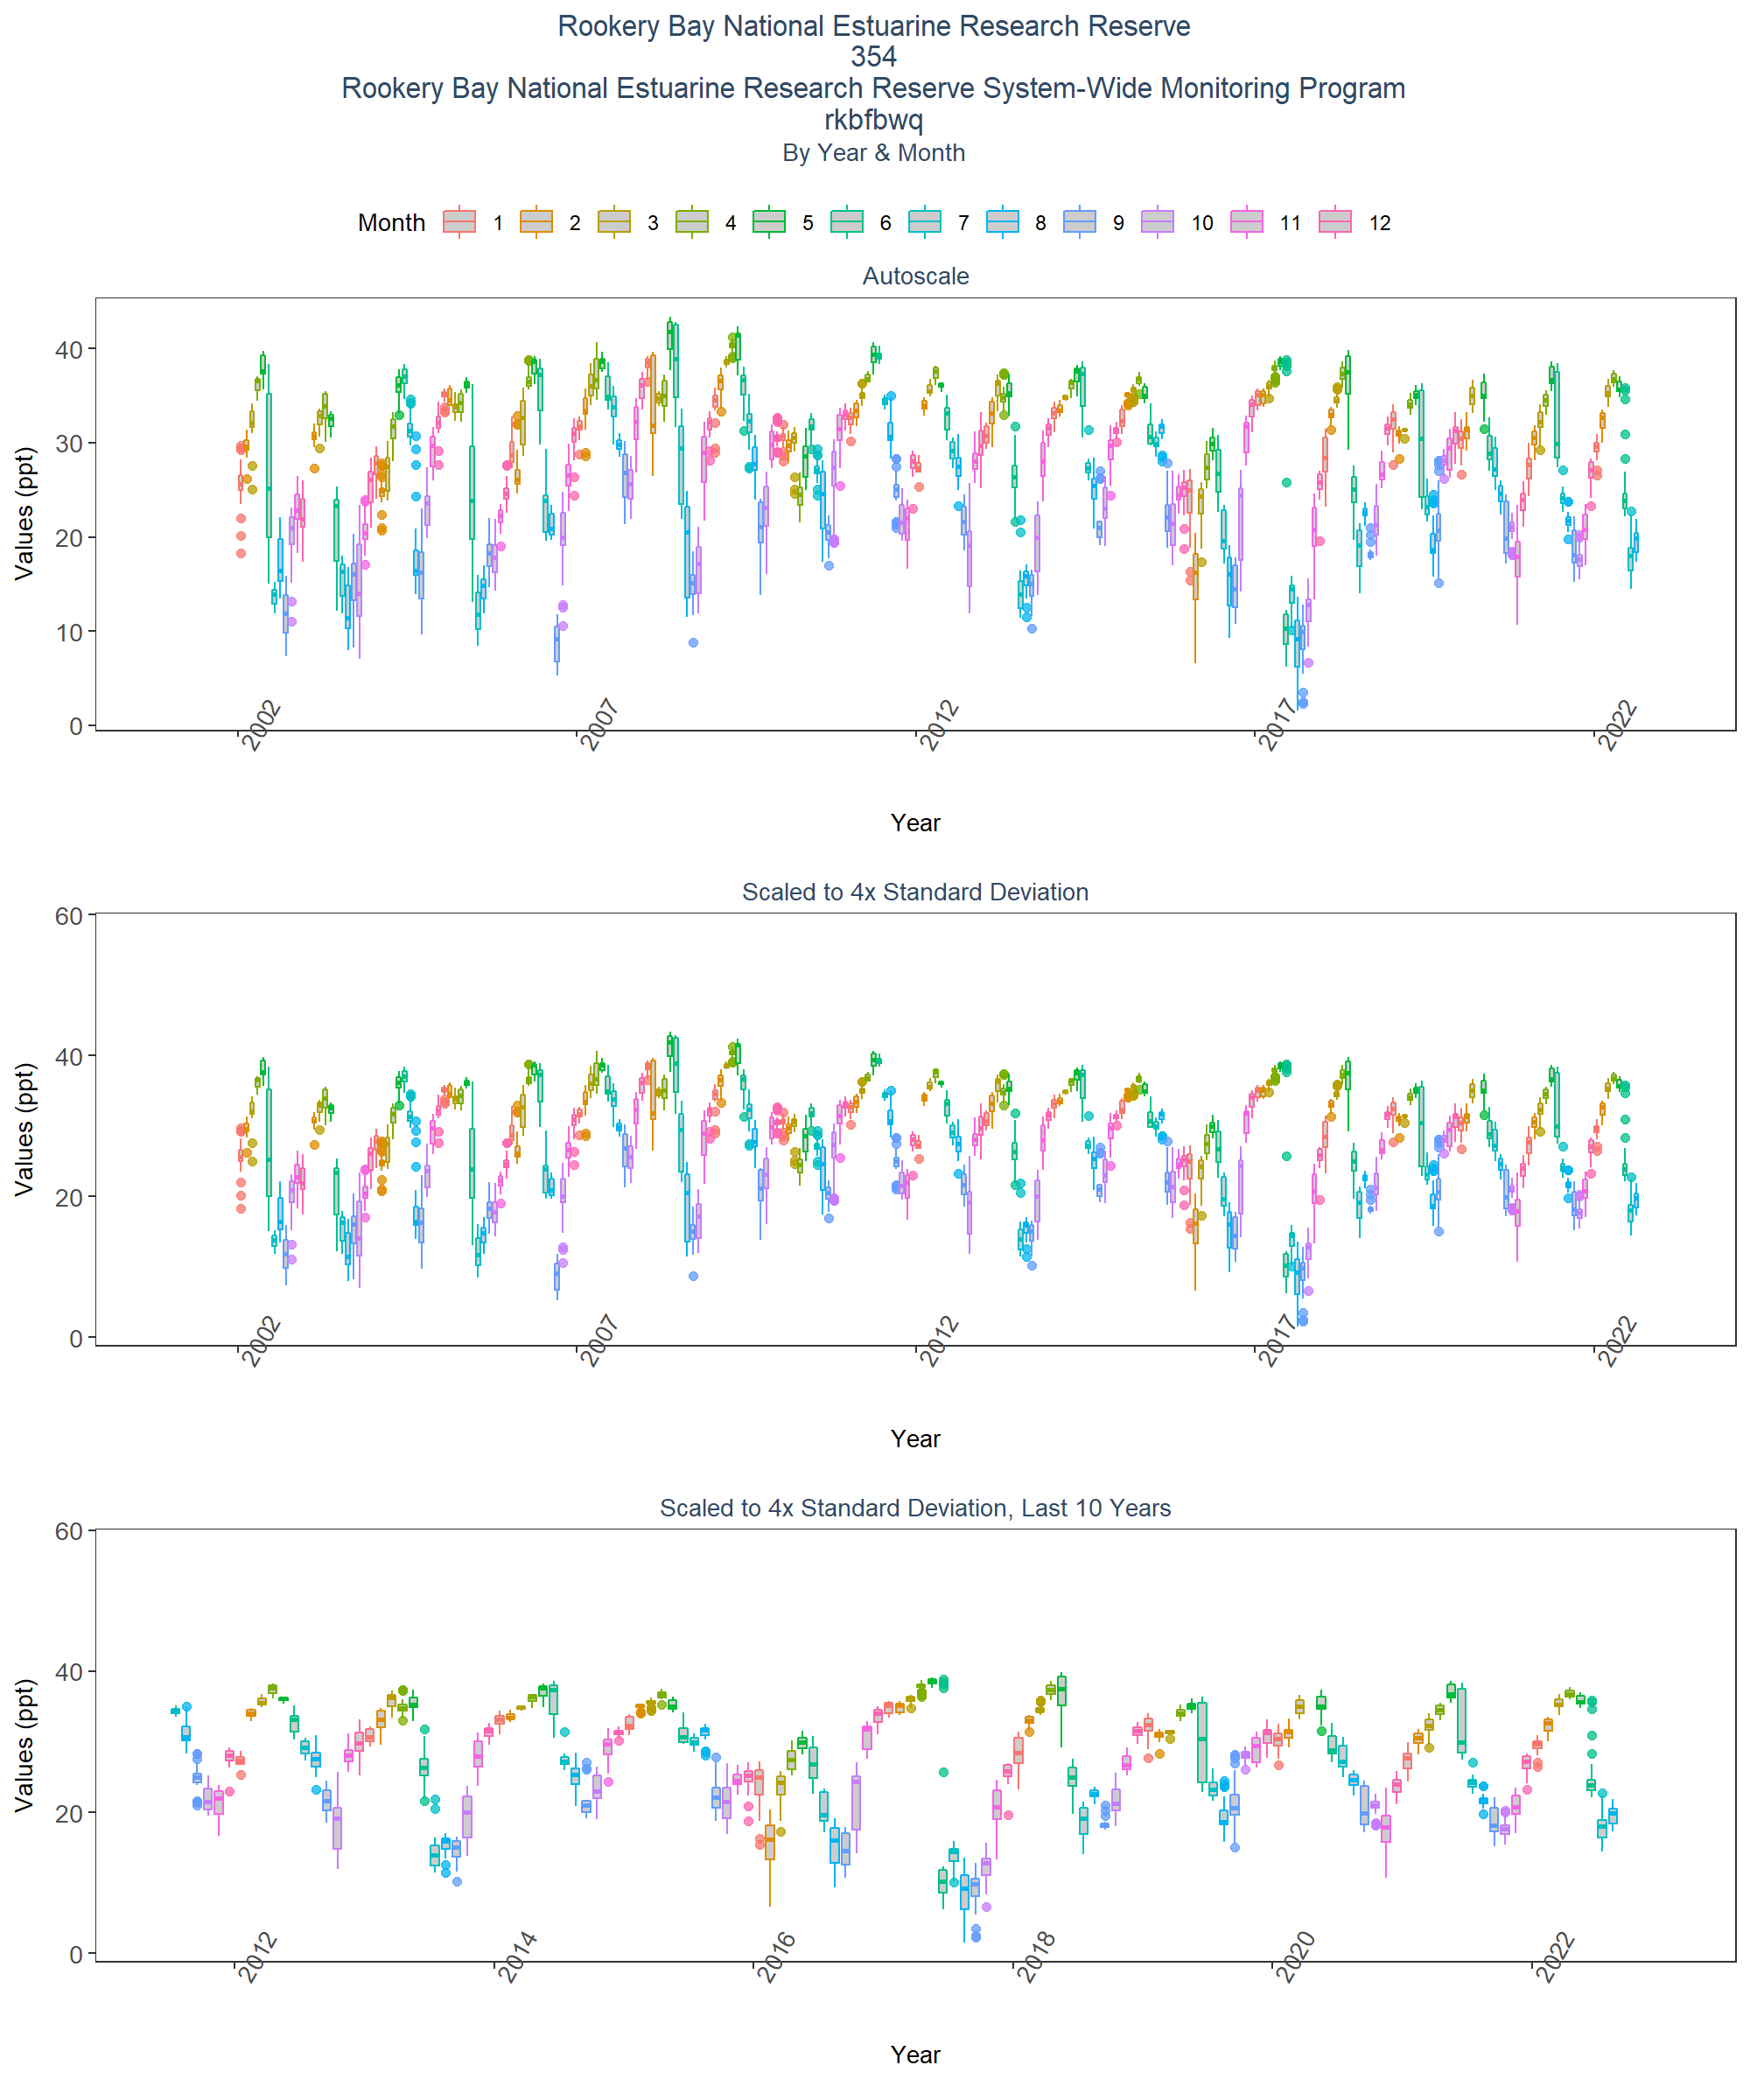 Rookery Bay National Estuarine Research Reserve
354
Rookery Bay National Estuarine Research Reserve System-Wide Monitoring Program
rkbfbwq
By Year & Month
Month 1 2 3 4 5 6 7 8 9 10 11 12
Autoscale
Values (ppt)
40
30
20
10
0
2002 2007 2012 2017 2022
Year
Scaled to 4x Standard Deviation
Values (ppt)
60
40
20
0
2002 2007 2012 2017 2022
Year
Scaled to 4x Standard Deviation, Last 10 Years
Values (ppt)
60
40
20
0
2012 2014 2016 2018 2020 2022
Year